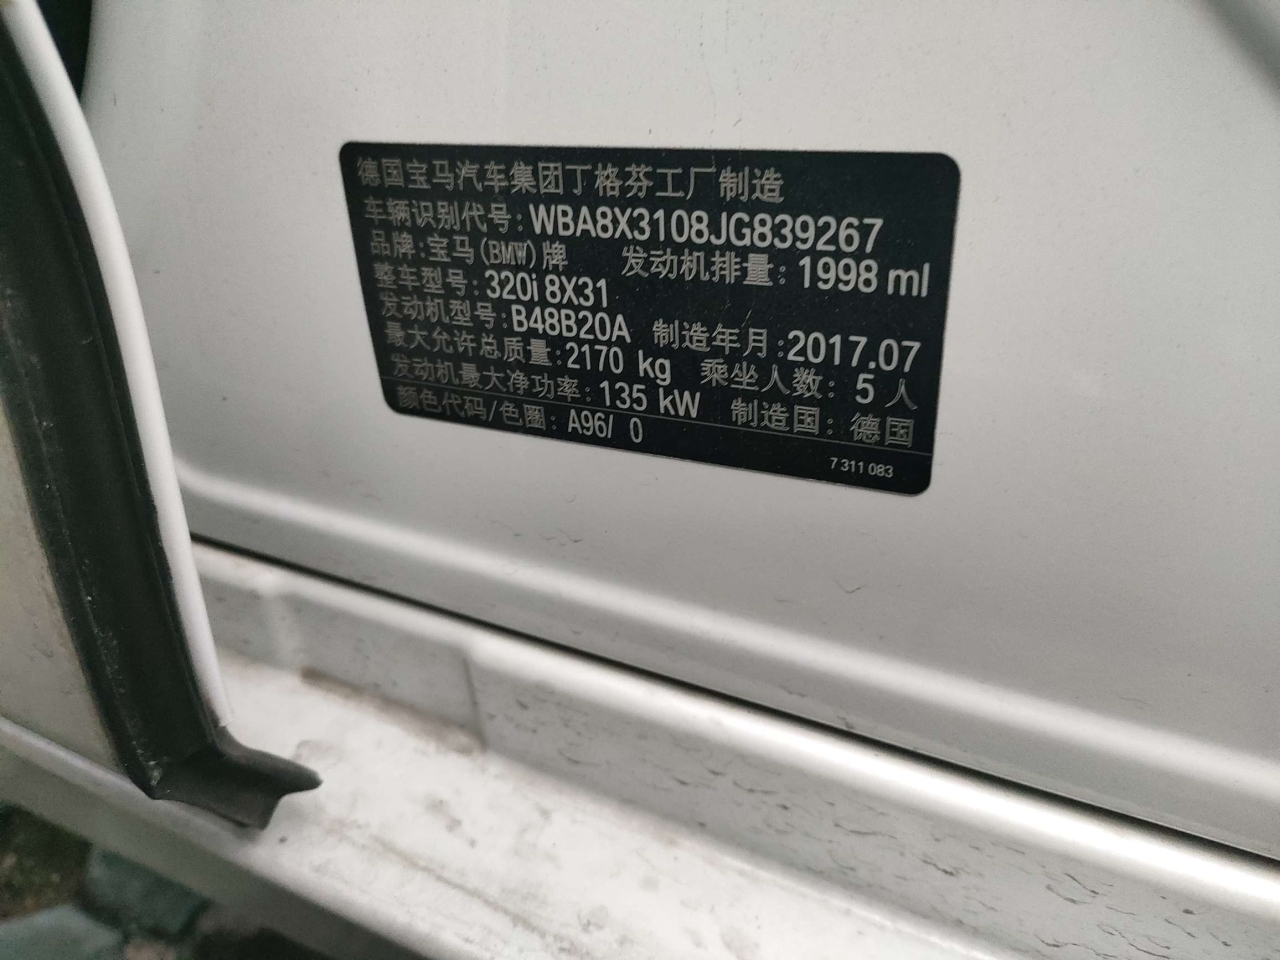 德国宝马汽车集团丁格芬工厂制造
车辆识别代号: WBA8X3108JG839267
品牌:宝马(BMW)牌 发动机排量: 1998 ml
整车型号: 320i 8X31
发动机型号: B48B20A 制造年月:2017.07
最大允许总质量:2170 kg 乘坐人数: 5 人
发动机最大净功率: 135 kW 制造国: 德国
颜色代码/色圈: A96/ 0
7 311 083